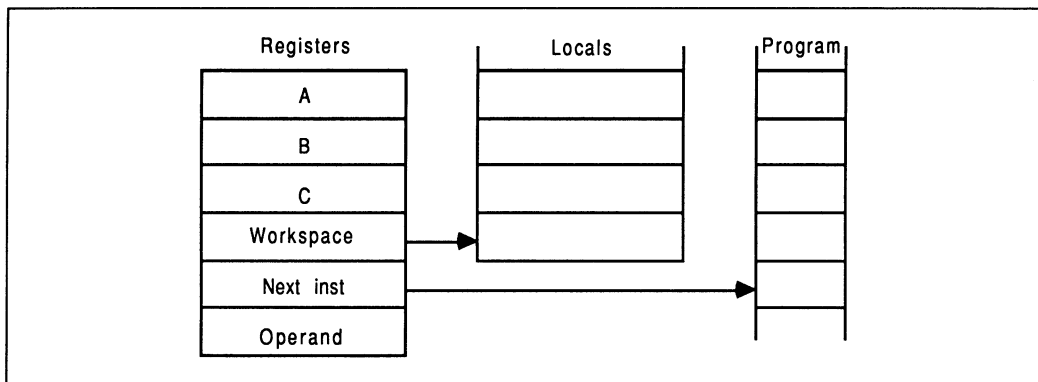 Registers
Locals
Program
A
B
C
Workspace
Next inst
Operand